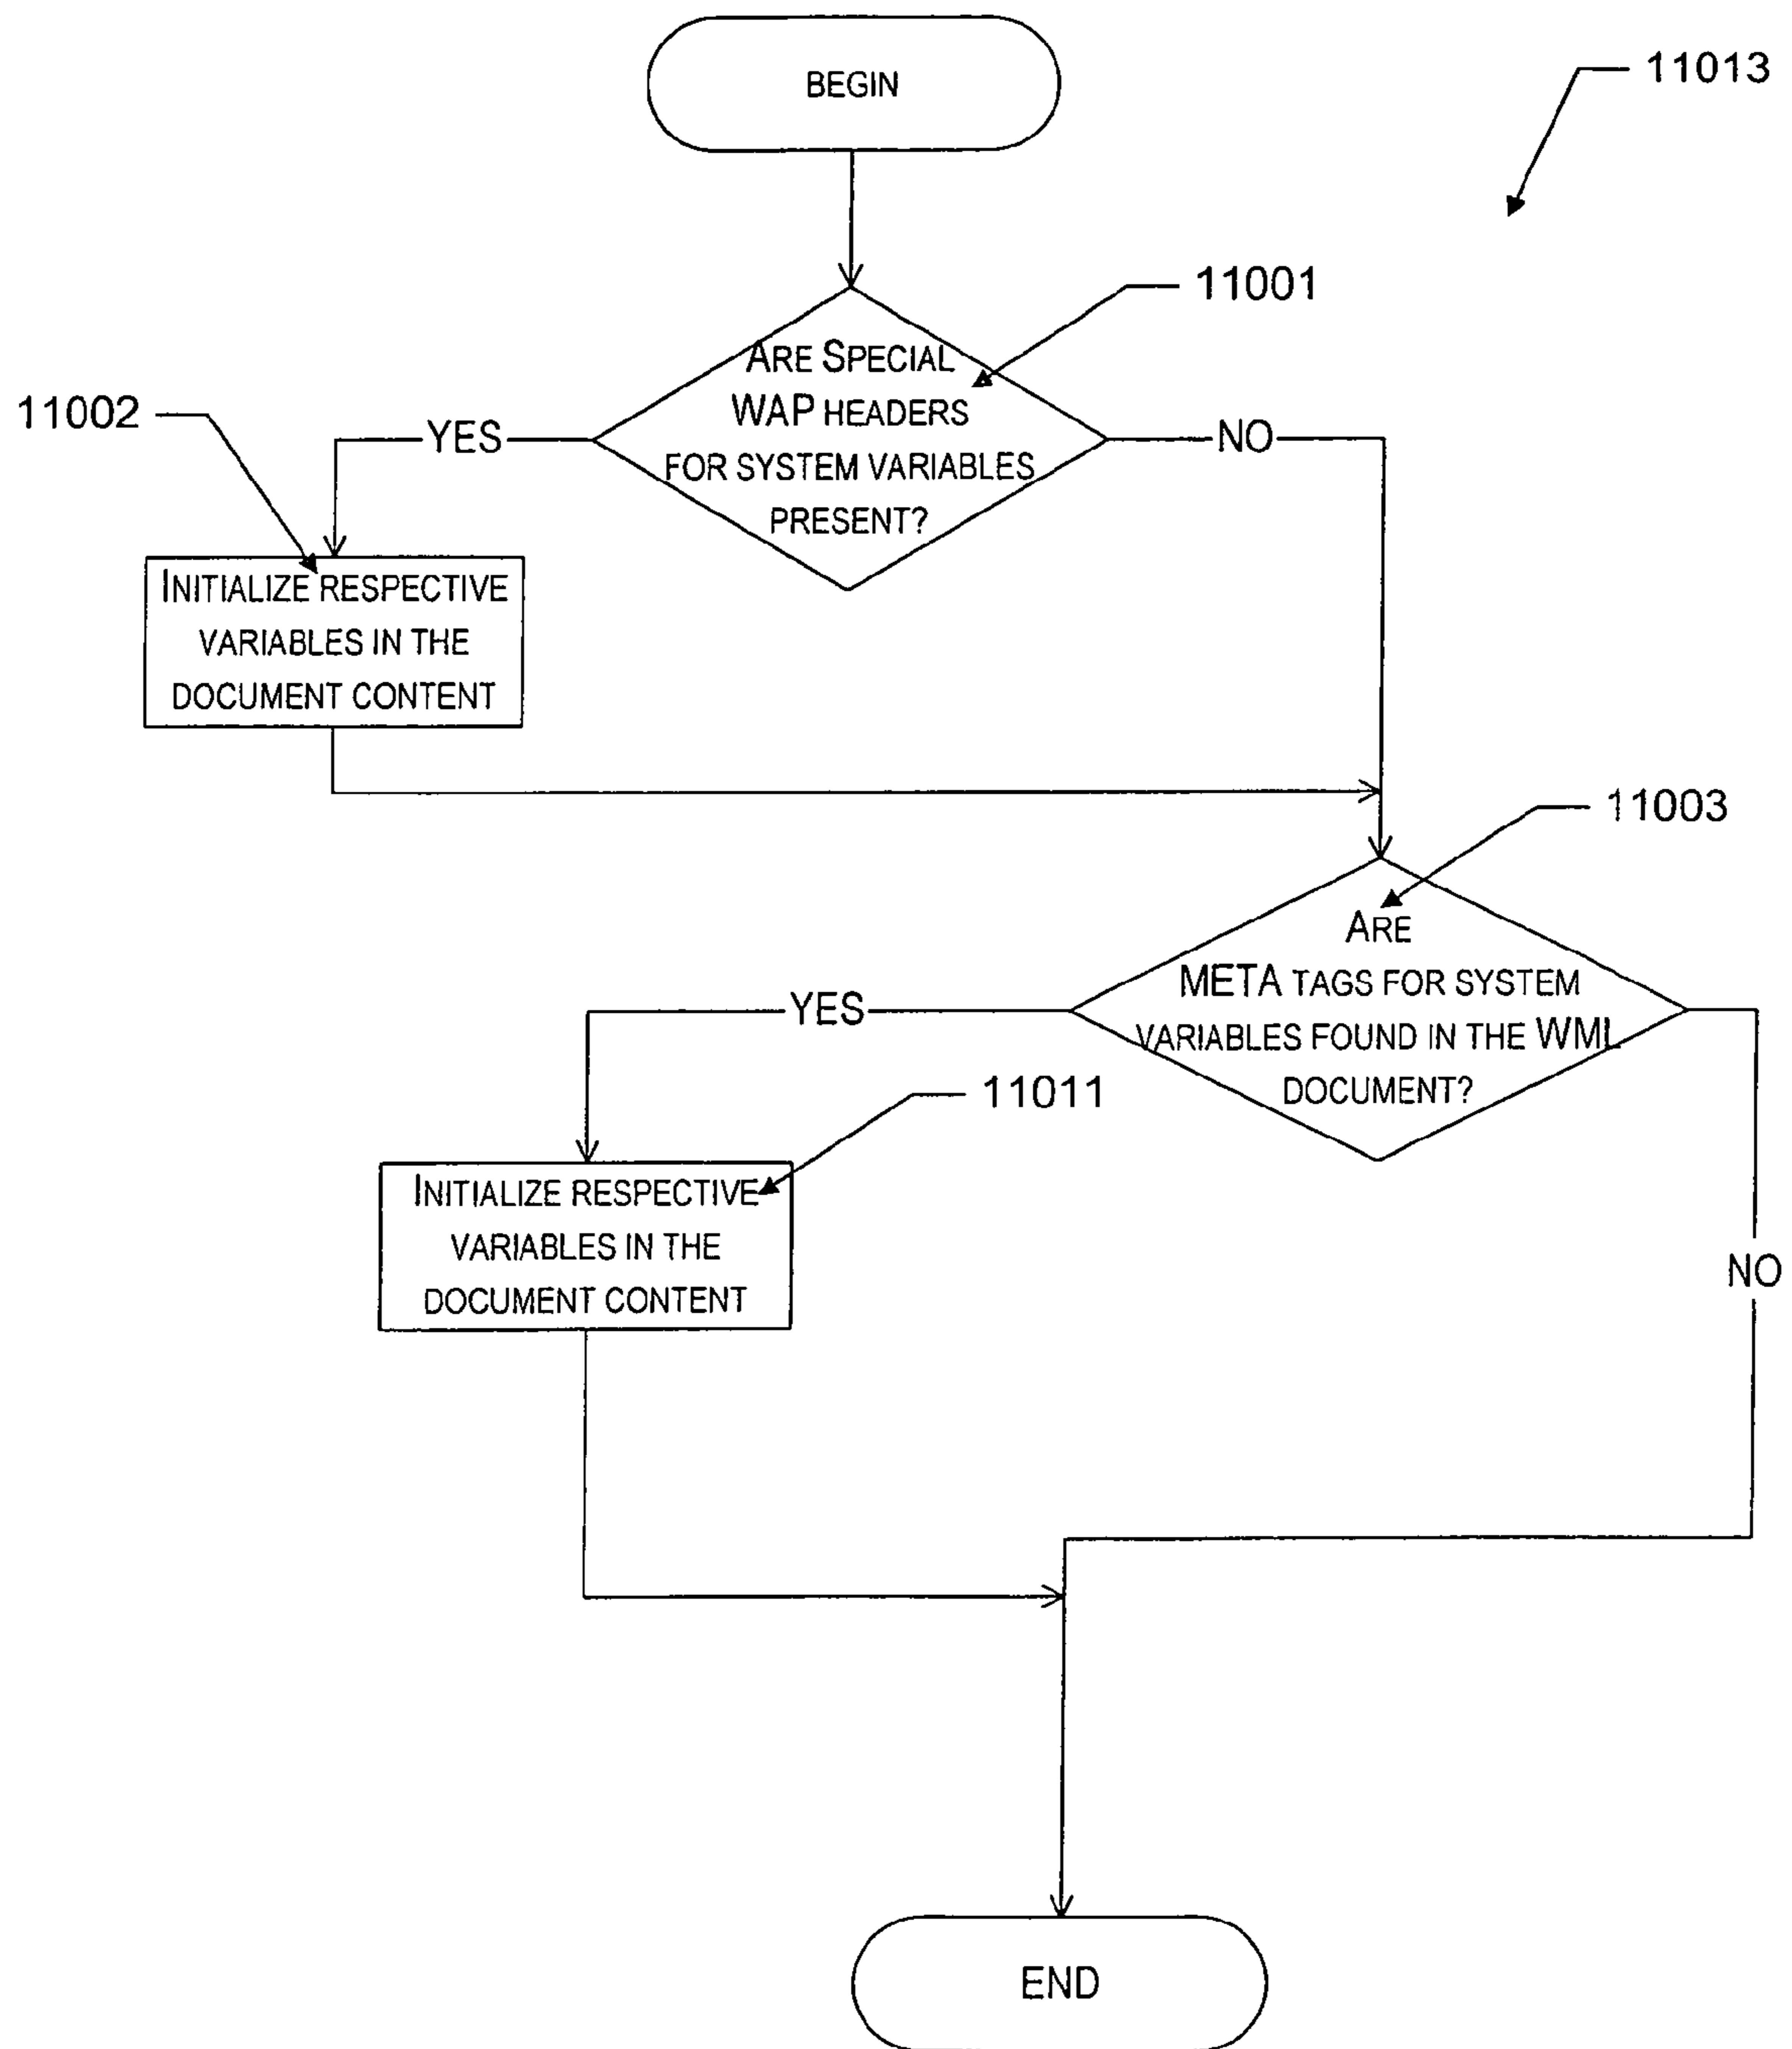 BEGIN
11013
11001
ARE SPECIAL
WAP HEADERS
FOR SYSTEM VARIABLES
PRESENT?
11002
YES
NO
INITIALIZE RESPECTIVE
VARIABLES IN THE
DOCUMENT CONTENT
11003
ARE
META TAGS FOR SYSTEM
VARIABLES FOUND IN THE WML
DOCUMENT?
YES
11011
INITIALIZE RESPECTIVE
VARIABLES IN THE
DOCUMENT CONTENT
NO
END